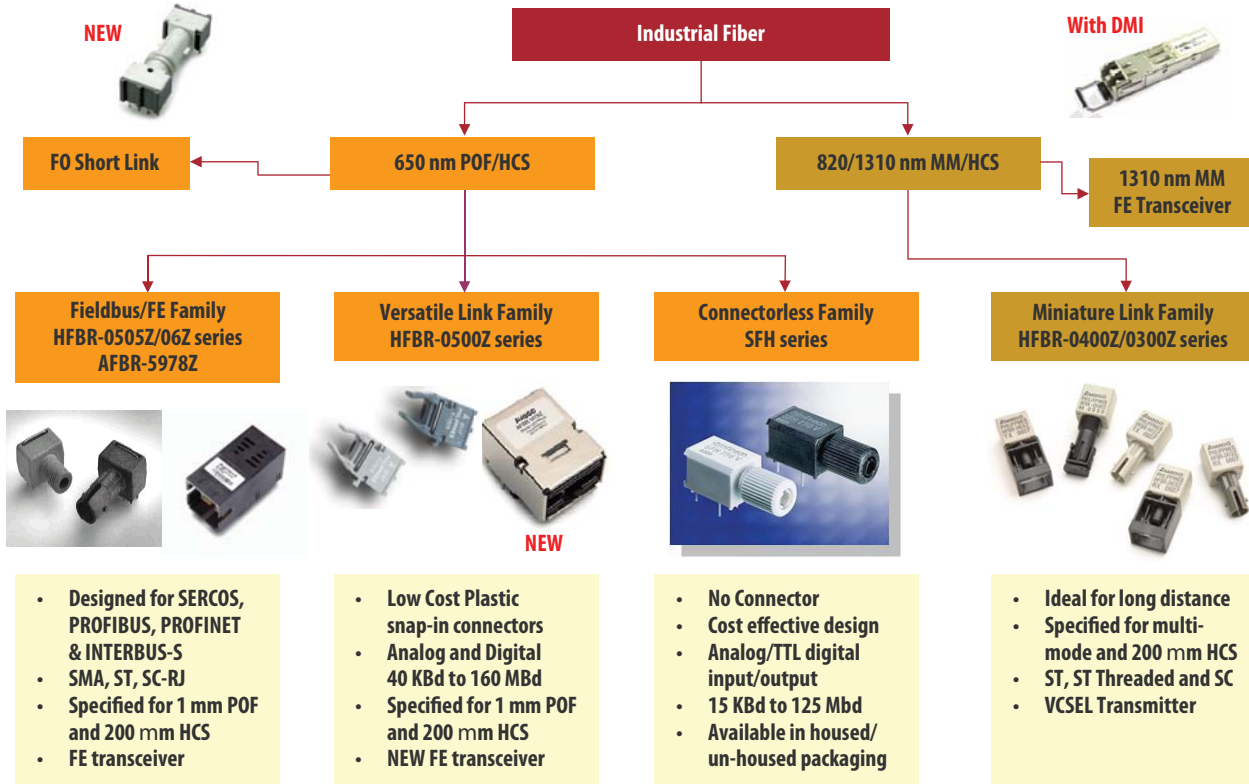 NEW
Industrial Fiber
With DMI
FO Short Link
650 nm POF/HCS
820/1310 nm MM/HCS
1310 nm MM
FE Transceiver
Fieldbus/FE Family
HFBR-0505Z/06Z series
AFBR-5978Z
Versatile Link Family
HFBR-0500Z series
Connectorless Family
SFH series
Miniature Link Family
HFBR-0400Z/0300Z series
NEW
• Designed for SERCOS,
PROFIBUS, PROFINET
& INTERBUS-S
• SMA, ST, SC-RJ
• Specified for 1 mm POF
and 200 mm HCS
• FE transceiver
• Low Cost Plastic
snap-in connectors
• Analog and Digital
40 KBd to 160 MBd
• Specified for 1 mm POF
and 200 mm HCS
• NEW FE transceiver
• No Connector
• Cost effective design
• Analog/TTL digital
input/output
• 15 KBd to 125 Mbd
• Available in housed/
un-housed packaging
• Ideal for long distance
• Specified for multi-
mode and 200 mm HCS
• ST, ST Threaded and SC
• VCSEL Transmitter